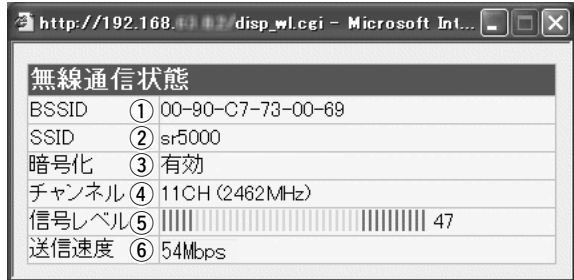 http://192.168. /disp_wl.cgi - Microsoft Int...
無線通信状態
BSSID ① 00-90-C7-73-00-69
SSID ② sr5000
暗号化 ③ 有効
チャンネル ④ 11CH (2462MHz)
信号レベル ⑤ 47
送信速度 ⑥ 54Mbps